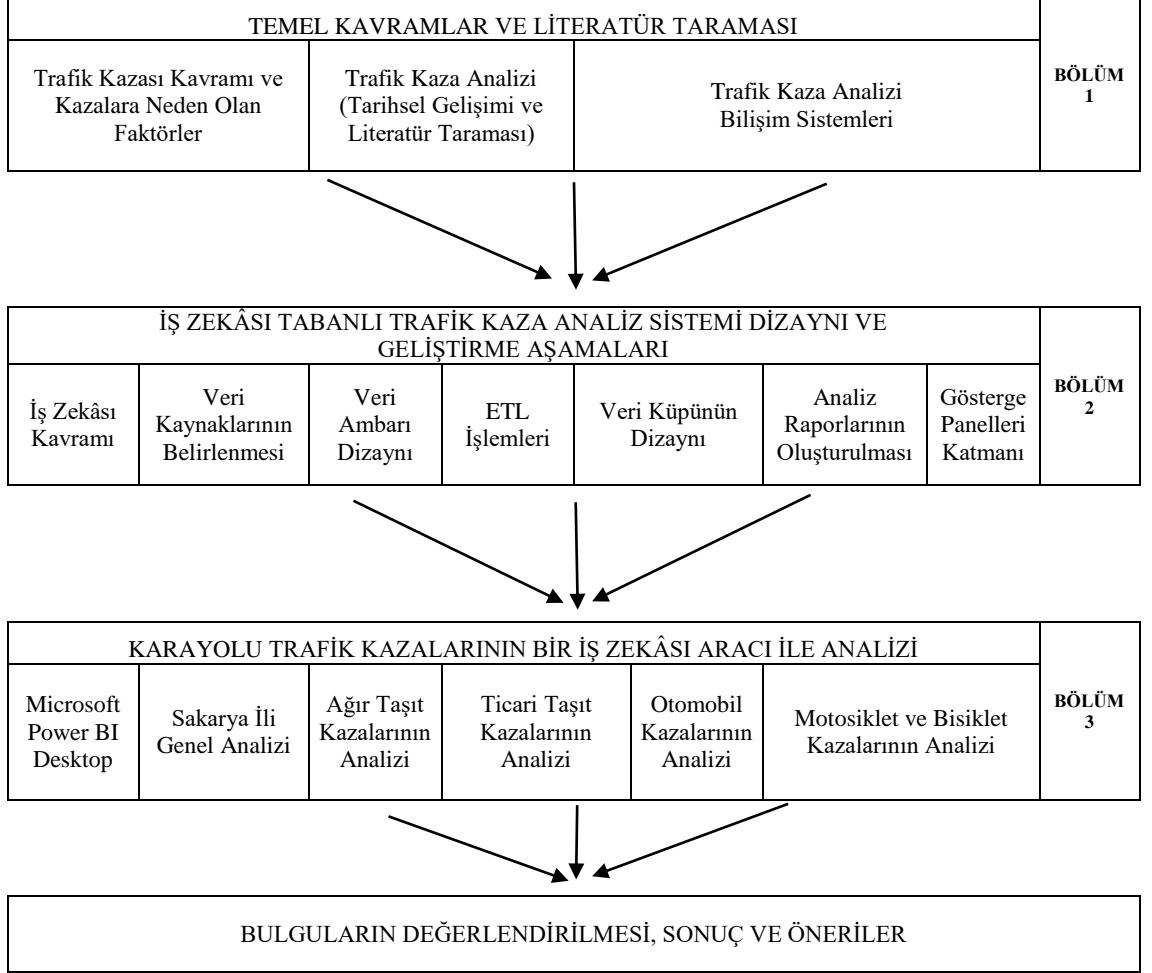 TEMEL KAVRAMLAR VE LİTERATÜR TARAMASI
BÖLÜM
1
Trafik Kazası Kavramı ve
Kazalara Neden Olan
Faktörler
Trafik Kaza Analizi
(Tarihsel Gelişimi ve
Literatür Taraması)
Trafik Kaza Analizi
Bilişim Sistemleri
İŞ ZEKÂSI TABANLI TRAFİK KAZA ANALİZ SİSTEMİ DİZAYNI VE
GELİŞTİRME AŞAMALARI
BÖLÜM
2
İş Zekâsı
Kavramı
Veri
Kaynaklarının
Belirlenmesi
Veri
Ambarı
Dizaynı
ETL
İşlemleri
Veri Küpünün
Dizaynı
Analiz
Raporlarının
Oluşturulması
Gösterge
Panelleri
Katmanı
KARAYOLU TRAFİK KAZALARININ BİR İŞ ZEKÂSI ARACI İLE ANALİZİ
BÖLÜM
3
Microsoft
Power BI
Desktop
Sakarya İli
Genel Analizi
Ağır Taşıt
Kazalarının
Analizi
Ticari Taşıt
Kazalarının
Analizi
Otomobil
Kazalarının
Analizi
Motosiklet ve Bisiklet
Kazalarının Analizi
BULGULARIN DEĞERLENDİRİLMESİ, SONUÇ VE ÖNERİLER